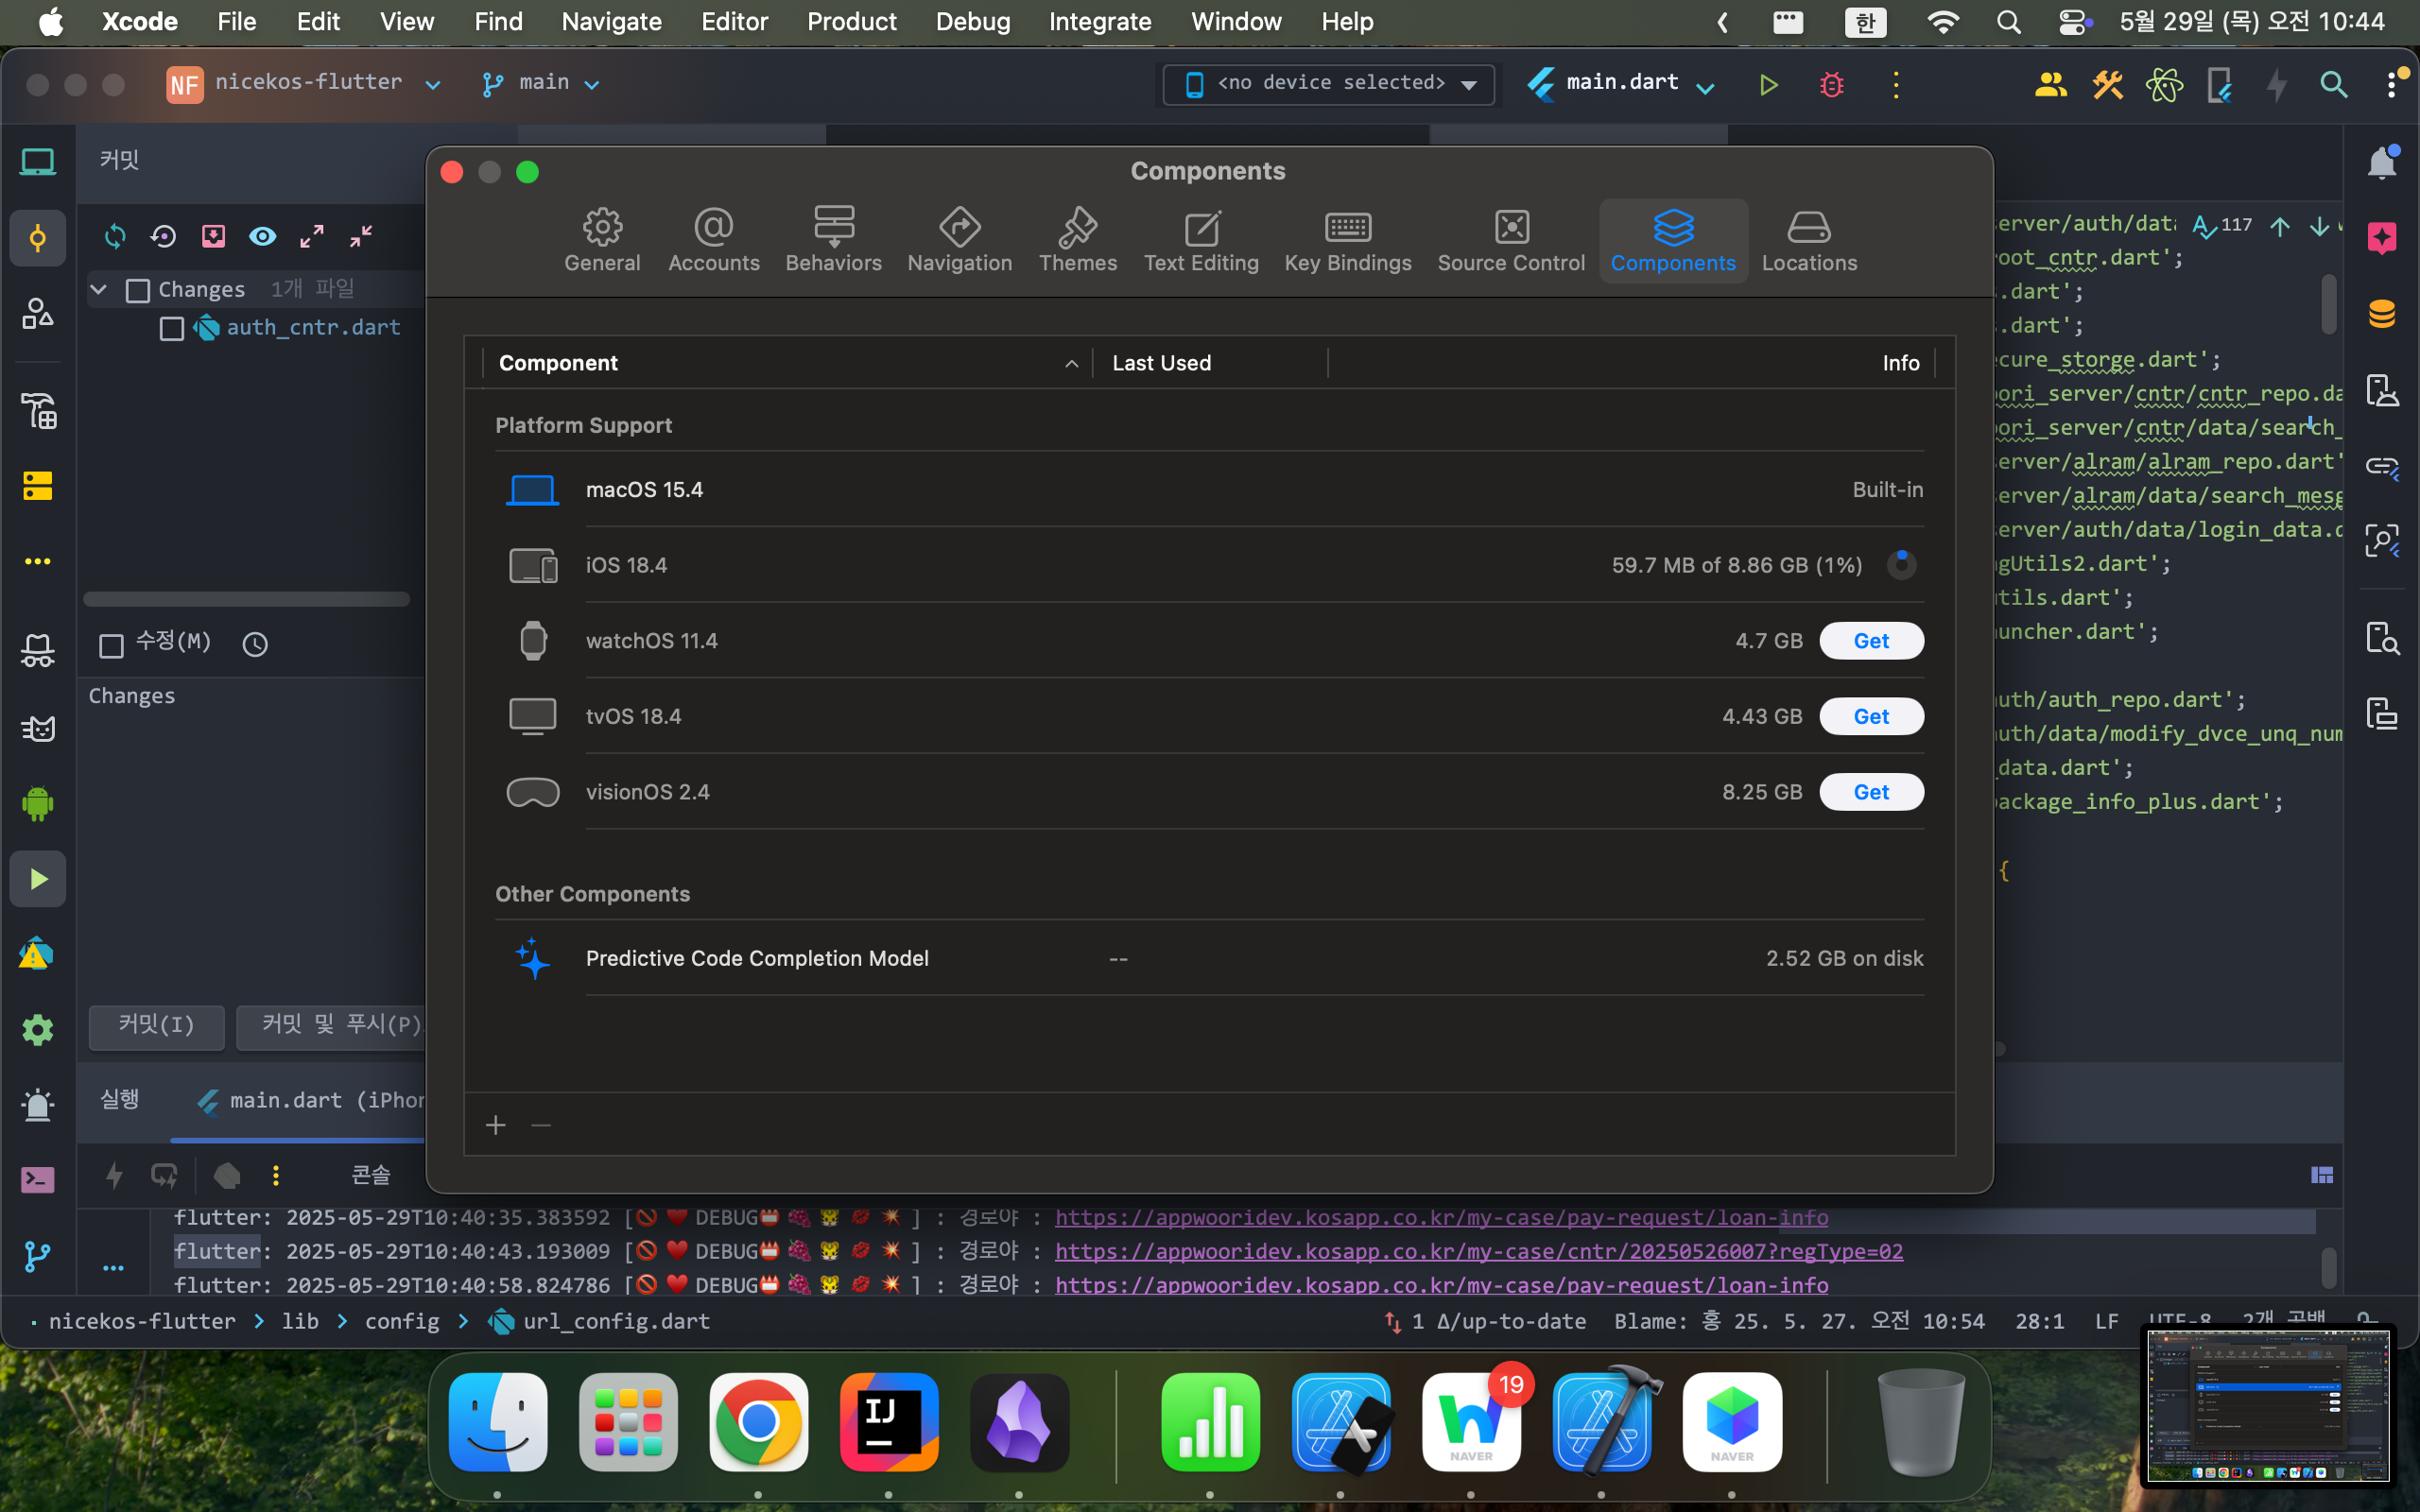 Xcode File Edit View Find Navigate Editor Product Debug Integrate Window Help 한 5월 29일 (목) 오전 10:44
NF nicekos-flutter main <no device selected> main.dart
커밋
Components
General Accounts Behaviors Navigation Themes Text Editing Key Bindings Source Control Components Locations
erver/auth/data 117
oot_cntr.dart';
Changes 1개 파일
.dart';
auth_cntr.dart
.dart';
Component Last Used Info
cure_storge.dart';
ori_server/cntr/cntr_repo.da
Platform Support
ori_server/cntr/data/search_
erver/alram/alram_repo.dart'
macOS 15.4 Built-in
erver/alram/data/search_mesg
erver/auth/data/login_data.d
iOS 18.4 59.7 MB of 8.86 GB (1%)
gUtils2.dart';
tils.dart';
수정(M)
watchOS 11.4 4.7 GB Get
uncher.dart';
Changes
uth/auth_repo.dart';
tvOS 18.4 4.43 GB Get
uth/data/modify_dvce_unq_num
_data.dart';
visionOS 2.4 8.25 GB Get
ackage_info_plus.dart';
{
Other Components
Predictive Code Completion Model -- 2.52 GB on disk
커밋(I) 커밋 및 푸시(P).
실행 main.dart (iPhon
콘솔
flutter: 2025-05-29T10:40:35.383592 [🚫 ❤️ DEBUG📛 🍇 🐯 💋 💥 ] : 경로야 : https://appwooridev.kosapp.co.kr/my-case/pay-request/loan-info
flutter: 2025-05-29T10:40:43.193009 [🚫 ❤️ DEBUG📛 🍇 🐯 💋 💥 ] : 경로야 : https://appwooridev.kosapp.co.kr/my-case/cntr/20250526007?regType=02
flutter: 2025-05-29T10:40:58.824786 [🚫 ❤️ DEBUG📛 🍇 🐯 💋 💥 ] : 경로야 : https://appwooridev.kosapp.co.kr/my-case/pay-request/loan-info
nicekos-flutter > lib > config > url_config.dart 1 Δ/up-to-date Blame: 홍 25. 5. 27. 오전 10:54 28:1 LF UTF-8 2개 공백
IJ NAVER 19 NAVER